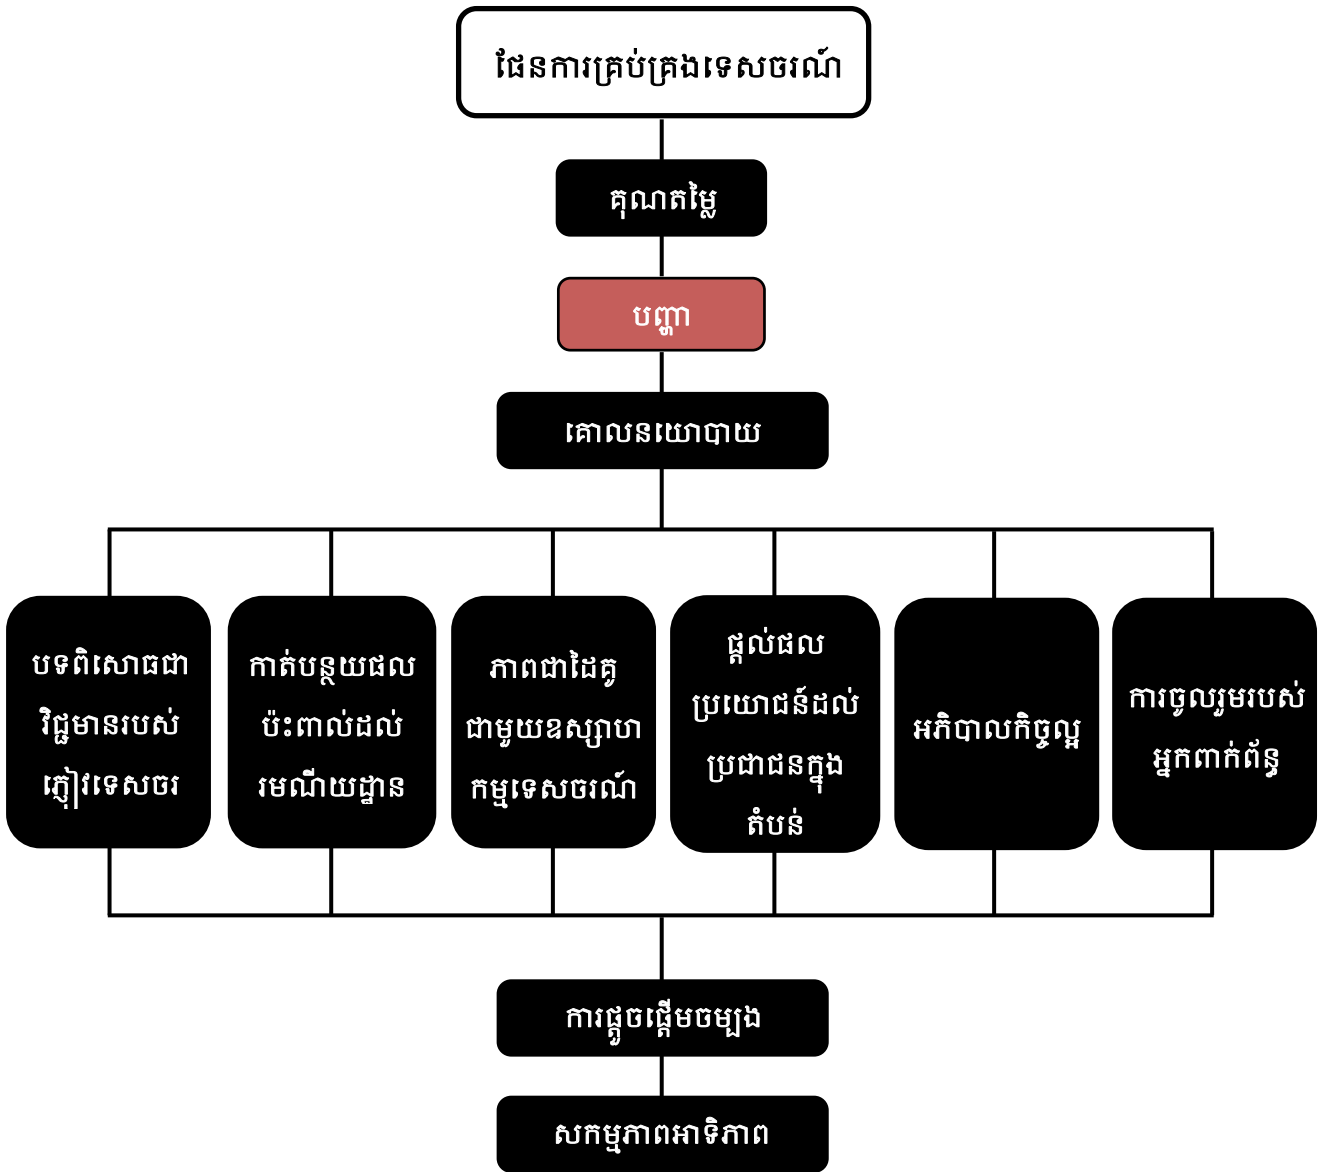 ផែនការគ្រប់គ្រងទេសចរណ៍
គុណតម្លៃ
បញ្ហា
គោលនយោបាយ
បទពិសោធជា
វិជ្ជមានរបស់
ភ្ញៀវទេសចរ
កាត់បន្ថយផល
ប៉ះពាល់ដល់
រមណីយដ្ឋាន
ភាពជាដៃគូ
ជាមួយឧស្សាហ
កម្មទេសចរណ៍
ផ្តល់ផល
ប្រយោជន៍ដល់
ប្រជាជនក្នុង
តំបន់
អភិបាលកិច្ចល្អ
ការចូលរួមរបស់
អ្នកពាក់ព័ន្ធ
ការផ្តួចផ្តើមចម្បង
សកម្មភាពអាទិភាព